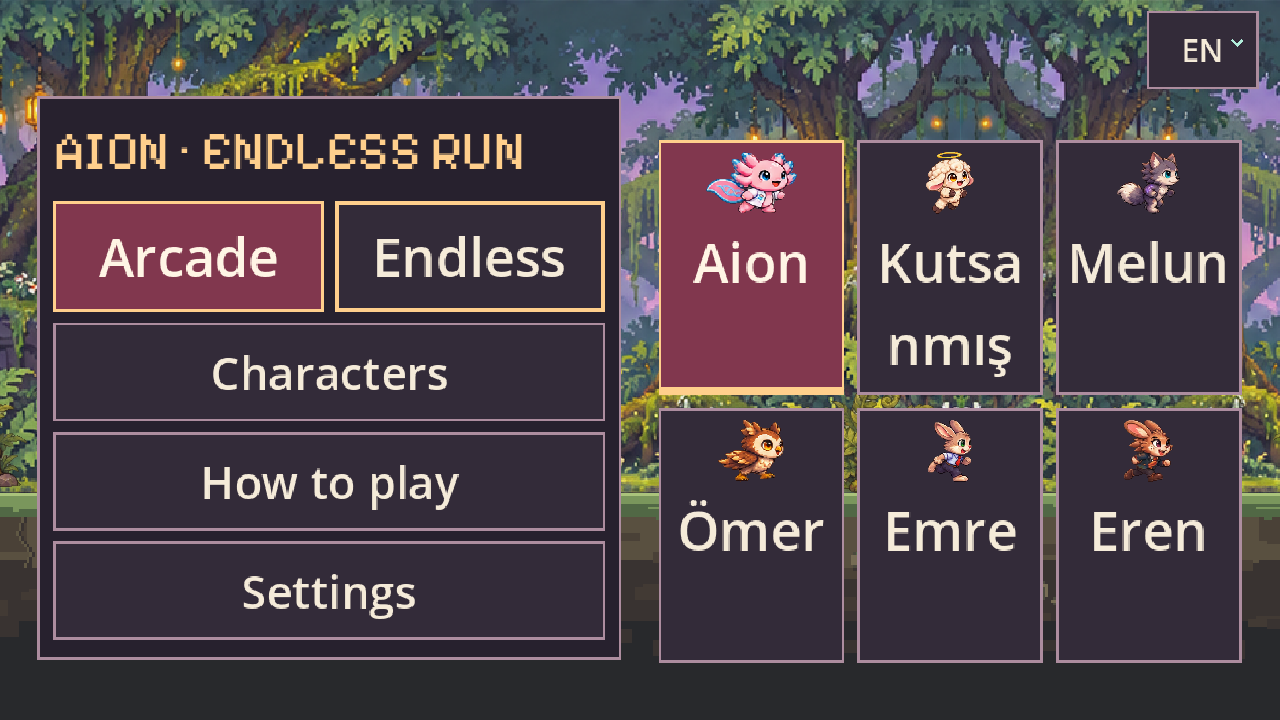 EN
AION · ENDLESS RUN
Arcade
Endless
Characters
How to play
Settings
Aion
Kutsa
nmış
Melun
Ömer
Emre
Eren